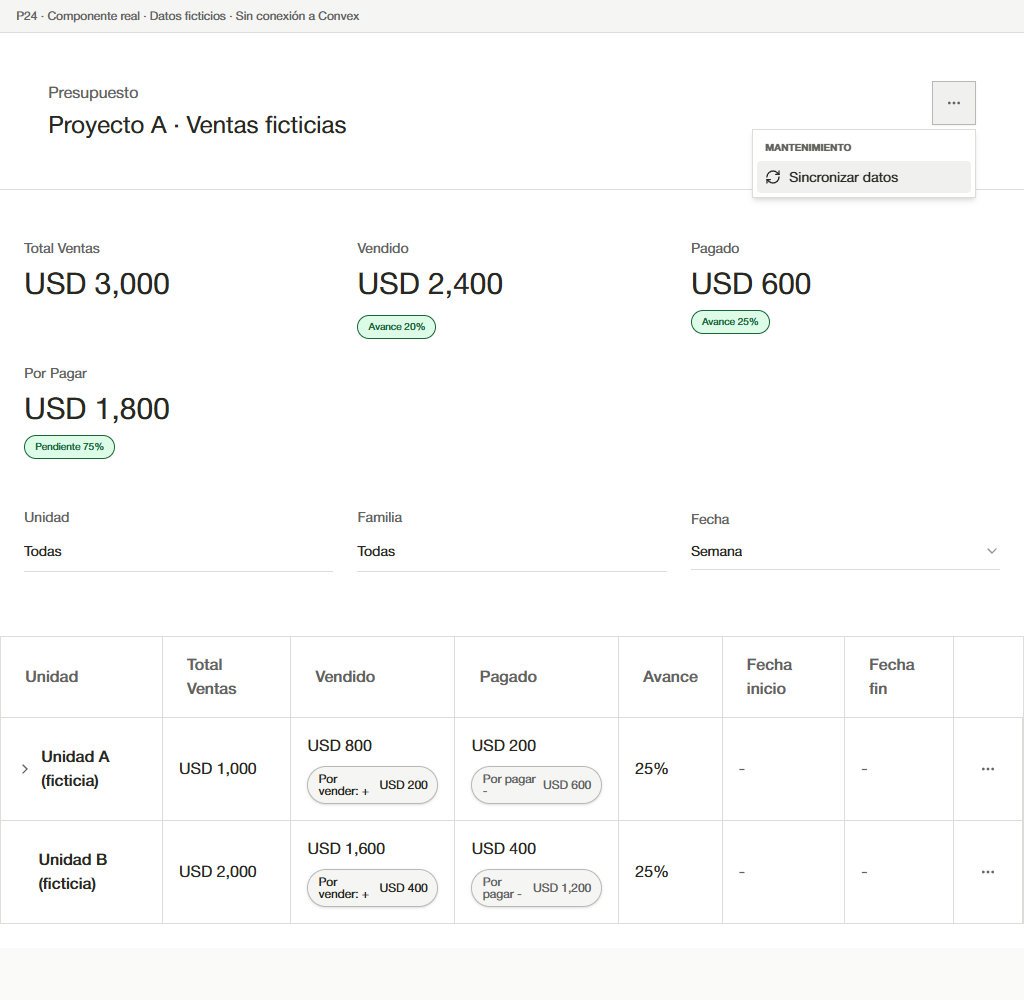 P24 · Componente real · Datos ficticios · Sin conexión a Convex
Presupuesto
Proyecto A · Ventas ficticias
MANTENIMIENTO
Sincronizar datos
Total Ventas
USD 3,000
Vendido
USD 2,400
Avance 20%
Pagado
USD 600
Avance 25%
Por Pagar
USD 1,800
Pendiente 75%
Unidad
Todas
Familia
Todas
Fecha
Semana
Unidad
Total
Ventas
Vendido
Pagado
Avance
Fecha
inicio
Fecha
fin
Unidad A
(ficticia)
USD 1,000
USD 800
Por
vender: +
USD 200
USD 200
Por pagar
-
USD 600
25%
-
-
Unidad B
(ficticia)
USD 2,000
USD 1,600
Por
vender: +
USD 400
USD 400
Por
pagar -
USD 1,200
25%
-
-